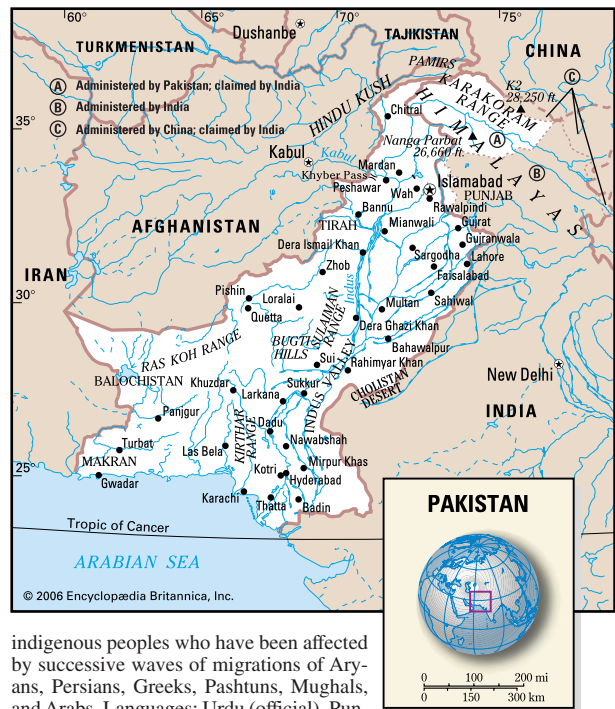 60°
65°
70°
75°
Dushanbe
TURKMENISTAN
TAJIKISTAN
CHINA
PAMIRS
A Administered by Pakistan; claimed by India
B Administered by India
C Administered by China; claimed by India
HINDU KUSH
KARAKORAM
RANGE
K2
28,250 ft.
C
Chitral
HIMALAYAS
35°
Nanga Parbat
26,660 ft.
A
Kabul
Kabul
Mardan
Khyber Pass
B
Peshawar
Wah
Islamabad
PUNJAB
Rawalpindi
Bannu
TIRAH
Mianwali
Gujrat
AFGHANISTAN
Gujranwala
Dera Ismail Khan
Sargodha
Lahore
IRAN
Zhob
Faisalabad
30°
Pishin
Loralai
Indus
Multan
Sahiwal
Quetta
SULAIMAN
RANGE
Dera Ghazi Khan
RAS KOH RANGE
BUGTI
HILLS
Bahawalpur
Sui
Rahimyar Khan
BALOCHISTAN
Khuzdar
Sukkur
INDUS VALLEY
CHOLISTAN
DESERT
New Delhi
Larkana
Panjgur
KIRTHAR
RANGE
Dadu
INDIA
Nawabshah
Turbat
Las Bela
MAKRAN
Mirpur Khas
25°
Kotri
Hyderabad
Gwadar
Karachi
Thatta
Badin
Tropic of Cancer
ARABIAN SEA
© 2006 Encyclopædia Britannica, Inc.
PAKISTAN
0 100 200 mi
0 150 300 km
indigenous peoples who have been affected
by successive waves of migrations of Ary-
ans, Persians, Greeks, Pashtuns, Mughals,
and Arabs. Languages: Urdu (official), Pun-